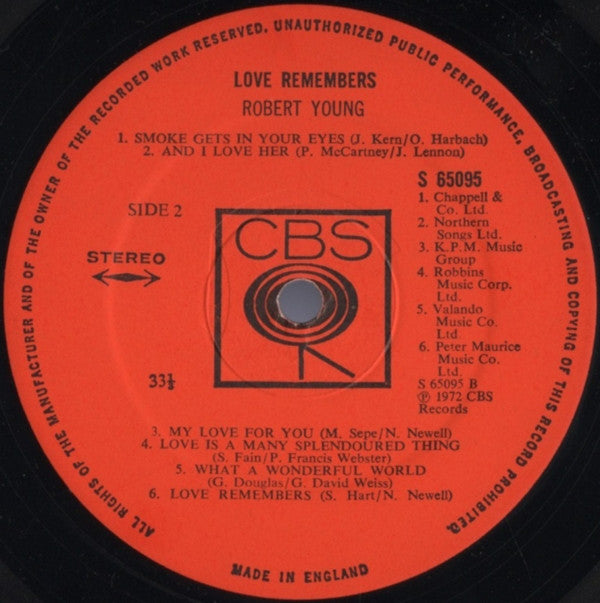 ALL RIGHTS OF THE MANUFACTURER AND OF THE OWNER OF THE RECORDED WORK RESERVED. UNAUTHORIZED PUBLIC PERFORMANCE, BROADCASTING AND COPYING OF THIS RECORD PROHIBITED.
LOVE REMEMBERS
ROBERT YOUNG
1. SMOKE GETS IN YOUR EYES (J. Kern/O. Harbach)
2. AND I LOVE HER (P. McCartney/J. Lennon)
SIDE 2
STEREO
33⅓
CBS
S 65095
1. Chappell &
Co. Ltd.
2. Northern
Songs Ltd.
3. K.P.M. Music
Group
4. Robbins
Music Corp.
Ltd.
5. Valando
Music Co.
Ltd.
6. Peter Maurice
Music Co.
Ltd.
S 65095 B
℗ 1972 CBS
Records
3. MY LOVE FOR YOU (M. Sepe/N. Newell)
4. LOVE IS A MANY SPLENDOURED THING
(S. Fain/P. Francis Webster)
5. WHAT A WONDERFUL WORLD
(G. Douglas/G. David Weiss)
6. LOVE REMEMBERS (S. Hart/N. Newell)
MADE IN ENGLAND